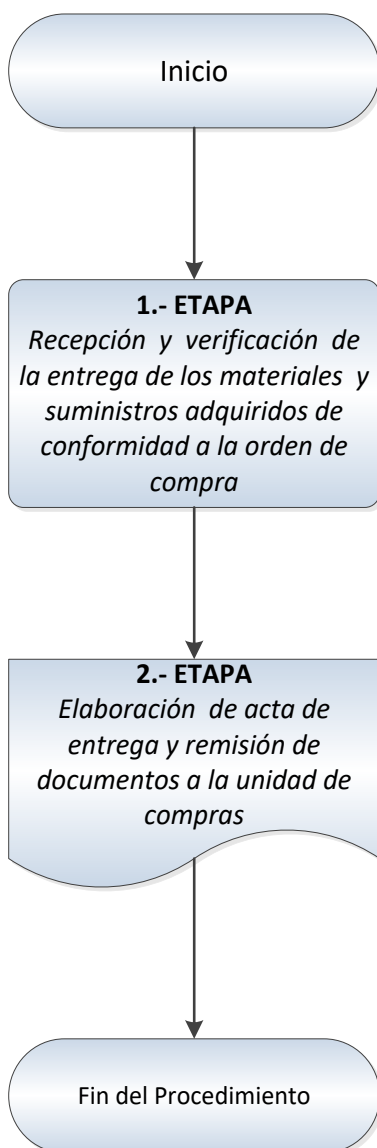 Inicio
1.- ETAPA
Recepción y verificación de
la entrega de los materiales y
suministros adquiridos de
conformidad a la orden de
compra
2.- ETAPA
Elaboración de acta de
entrega y remisión de
documentos a la unidad de
compras
Fin del Procedimiento